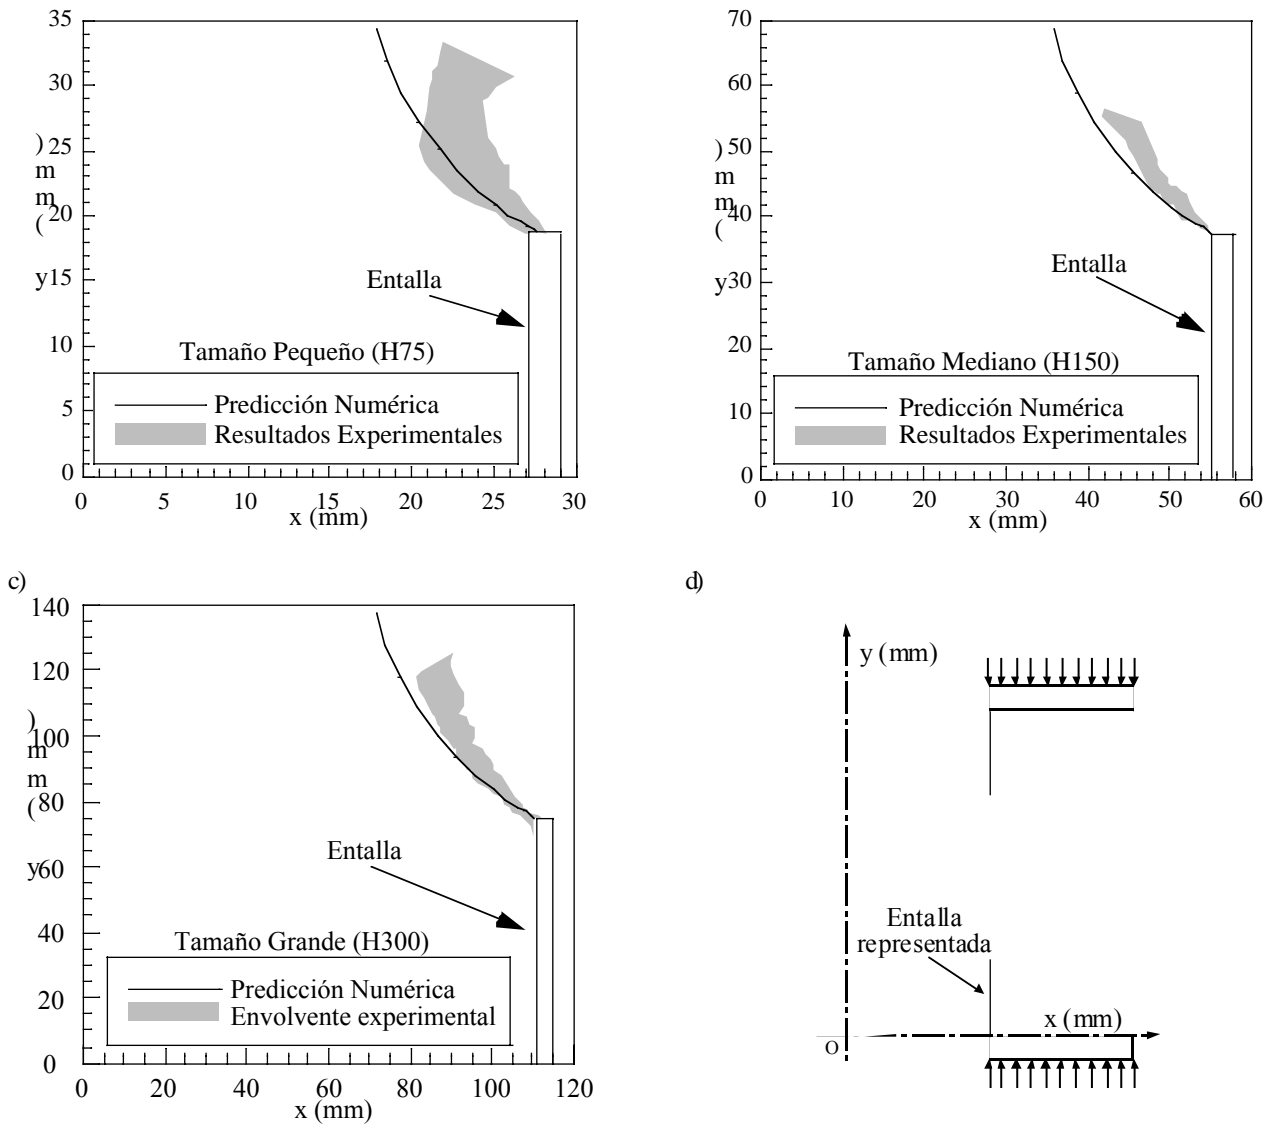 35
30
25
20
15
10
5
0
y (mm)
Entalla
Tamaño Pequeño (H75)
Predicción Numérica
Resultados Experimentales
0 5 10 15 20 25 30
x (mm)
70
60
50
40
30
20
10
0
y (mm)
Entalla
Tamaño Mediano (H150)
Predicción Numérica
Resultados Experimentales
0 10 20 30 40 50 60
x (mm)
c)
140
120
100
80
60
40
20
0
y (mm)
Entalla
Tamaño Grande (H300)
Predicción Numérica
Envolvente experimental
0 20 40 60 80 100 120
x (mm)
d)
y (mm)
Entalla
representada
x (mm)
O